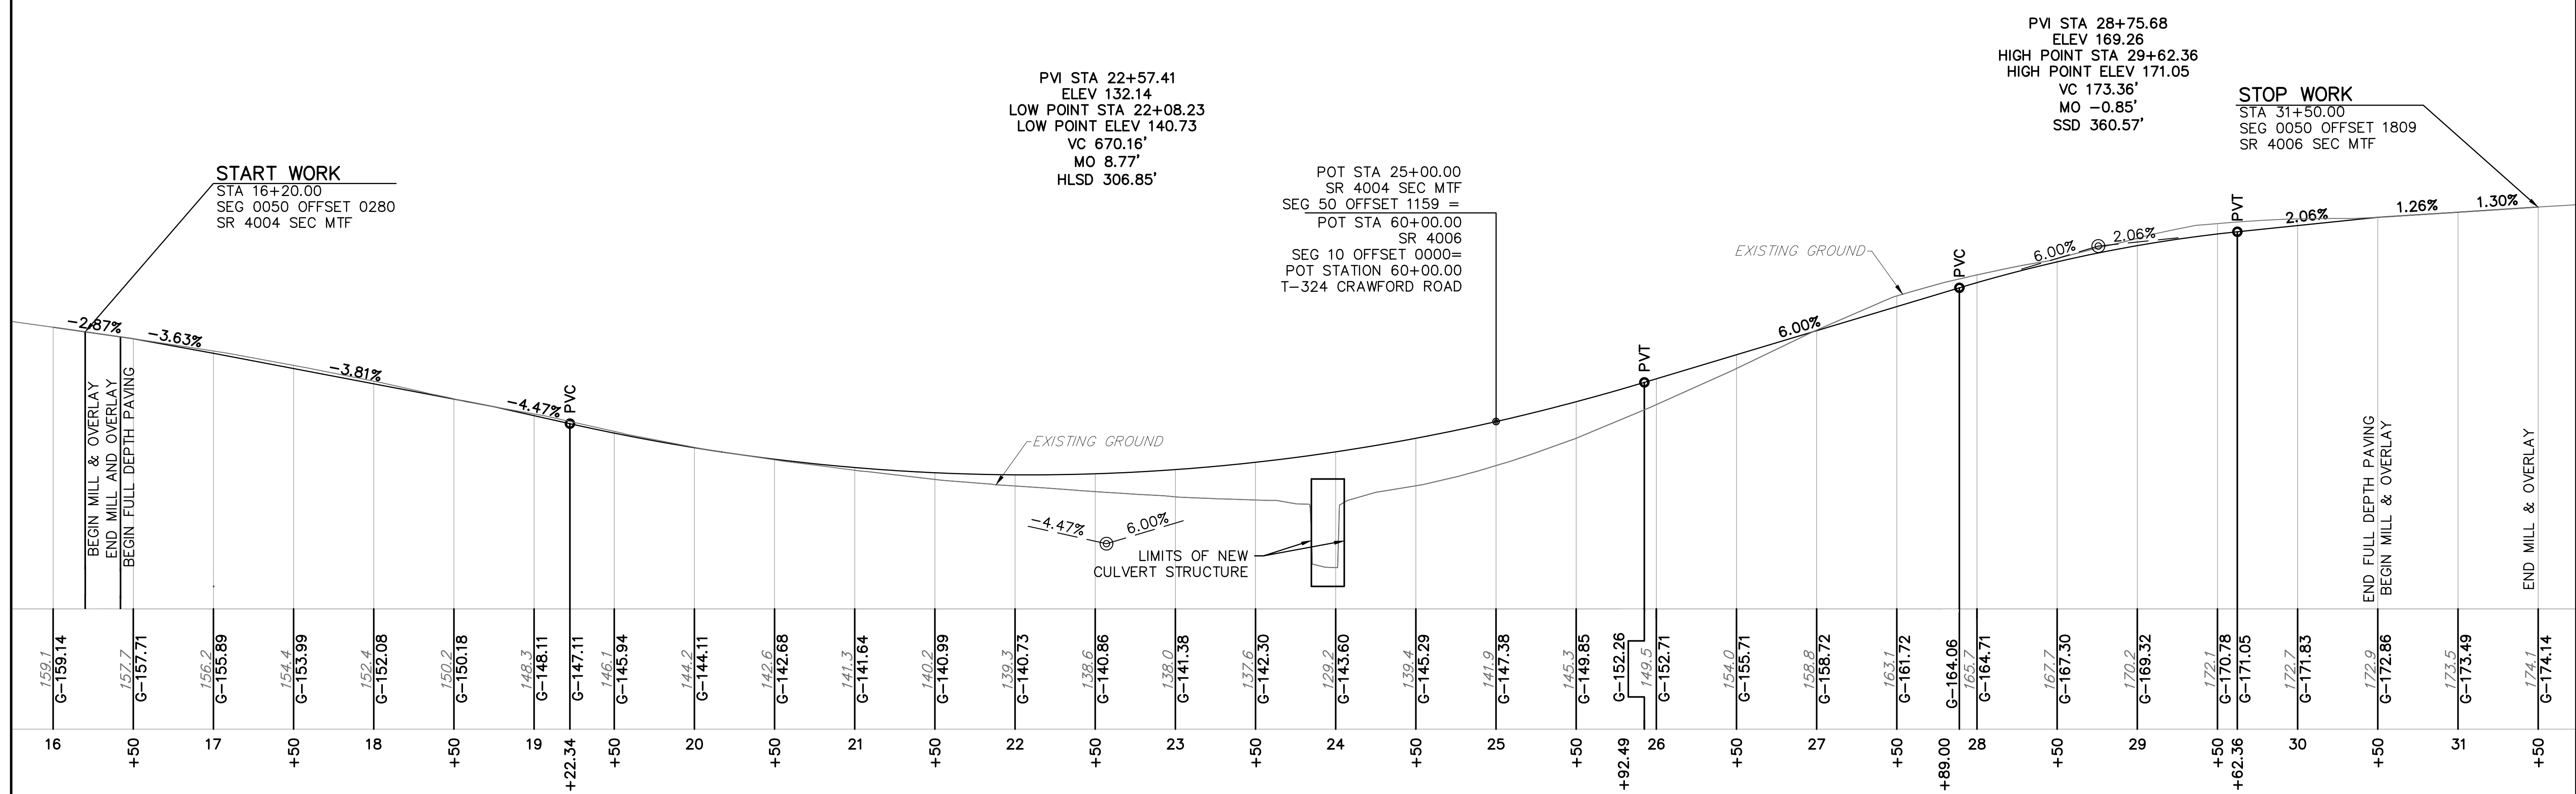 PVI STA 28+75.68
ELEV 169.26
HIGH POINT STA 29+62.36
HIGH POINT ELEV 171.05
VC 173.36'
MO -0.85'
SSD 360.57'
PVI STA 22+57.41
ELEV 132.14
LOW POINT STA 22+08.23
LOW POINT ELEV 140.73
VC 670.16'
MO 8.77'
HLSD 306.85'
STOP WORK
STA 31+50.00
SEG 0050 OFFSET 1809
SR 4006 SEC MTF
START WORK
STA 16+20.00
SEG 0050 OFFSET 0280
SR 4004 SEC MTF
POT STA 25+00.00
SR 4004 SEC MTF
SEG 50 OFFSET 1159 =
POT STA 60+00.00
SR 4006
SEG 10 OFFSET 0000=
POT STATION 60+00.00
T-324 CRAWFORD ROAD
EXISTING GROUND
-2.87%
-3.63%
-3.81%
-4.47%
PVC
EXISTING GROUND
-4.47%
6.00%
LIMITS OF NEW
CULVERT STRUCTURE
PVT
6.00%
PVC
6.00%
2.06%
PVT
2.06%
1.26%
1.30%
BEGIN MILL & OVERLAY
END MILL AND OVERLAY
BEGIN FULL DEPTH PAVING
END FULL DEPTH PAVING
BEGIN MILL & OVERLAY
END MILL & OVERLAY
159.1
G-159.14
157.7
G-157.71
156.2
G-155.89
154.4
G-153.99
152.4
G-152.08
150.2
G-150.18
148.3
G-148.11
G-147.11
146.1
G-145.94
144.2
G-144.11
142.6
G-142.68
141.3
G-141.64
140.2
G-140.99
139.3
G-140.73
138.6
G-140.86
138.0
G-141.38
137.6
G-142.30
129.2
G-143.60
139.4
G-145.29
141.9
G-147.38
145.3
G-149.85
G-152.26
149.5
G-152.71
154.0
G-155.71
158.8
G-158.72
163.1
G-161.72
G-164.06
165.7
G-164.71
167.7
G-167.30
170.2
G-169.32
172.1
G-170.78
G-171.05
172.7
G-171.83
172.9
G-172.86
173.5
G-173.49
174.1
G-174.14
16
+50
17
+50
18
+50
19
+22.34
+50
20
+50
21
+50
22
+50
23
+50
24
+50
25
+50
+92.49
26
+50
27
+50
+89.00
28
+50
29
+50
+62.36
30
+50
31
+50